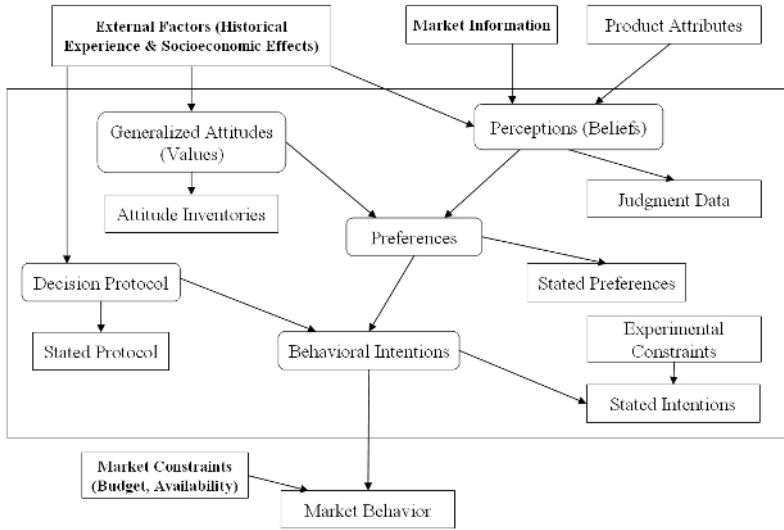 External Factors (Historical
Experience & Socioeconomic Effects)
Market Information
Product Attributes
Generalized Attitudes
(Values)
Perceptions (Beliefs)
Attitude Inventories
Judgment Data
Preferences
Decision Protocol
Stated Preferences
Stated Protocol
Behavioral Intentions
Experimental
Constraints
Stated Intentions
Market Constraints
(Budget, Availability)
Market Behavior